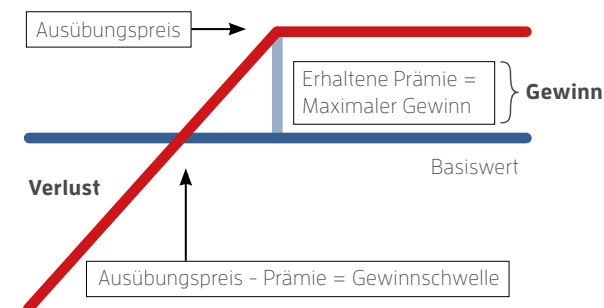 Ausübungspreis
Erhaltene Prämie =
Maximaler Gewinn
Gewinn
Basiswert
Verlust
Ausübungspreis - Prämie = Gewinnschwelle